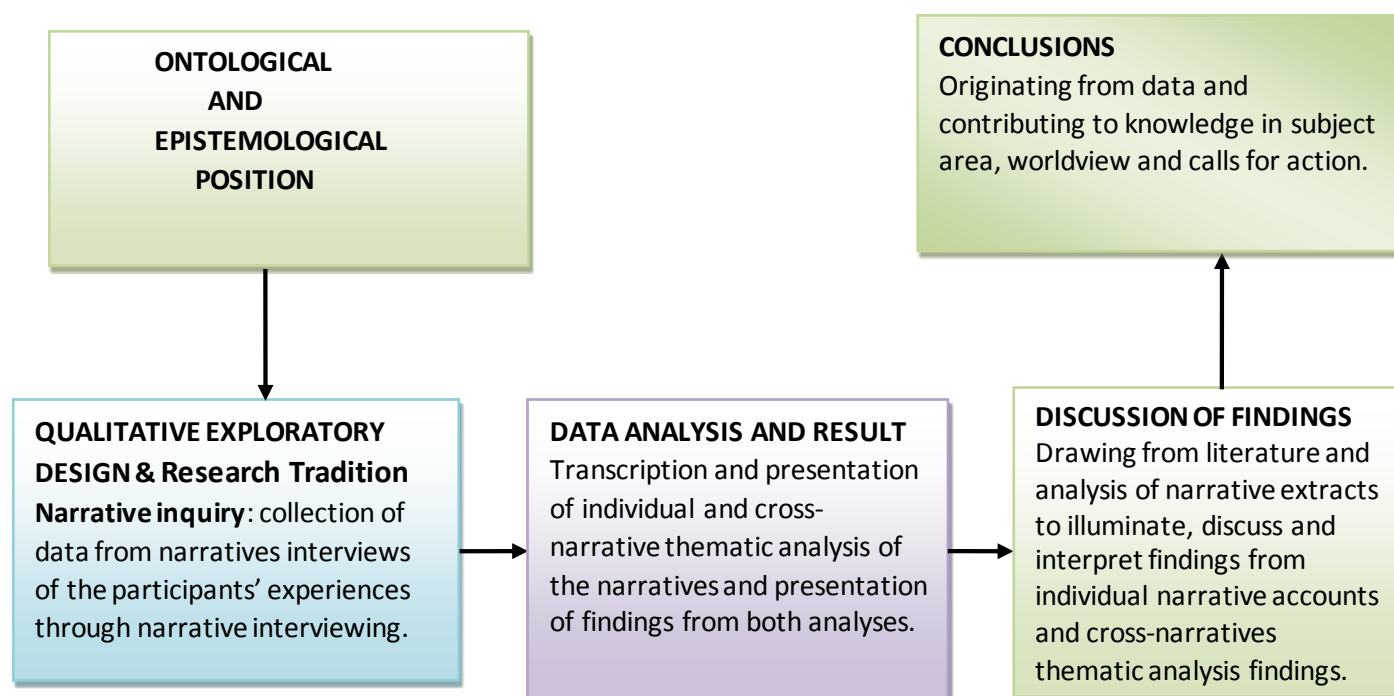 ONTOLOGICAL
AND
EPISTEMOLOGICAL
POSITION
QUALITATIVE EXPLORATORY
DESIGN & Research Tradition
Narrative inquiry: collection of
data from narratives interviews
of the participants’ experiences
through narrative interviewing.
DATA ANALYSIS AND RESULT
Transcription and presentation
of individual and cross-
narrative thematic analysis of
the narratives and presentation
of findings from both analyses.
DISCUSSION OF FINDINGS
Drawing from literature and
analysis of narrative extracts
to illuminate, discuss and
interpret findings from
individual narrative accounts
and cross-narratives
thematic analysis findings.
CONCLUSIONS
Originating from data and
contributing to knowledge in subject
area, worldview and calls for action.